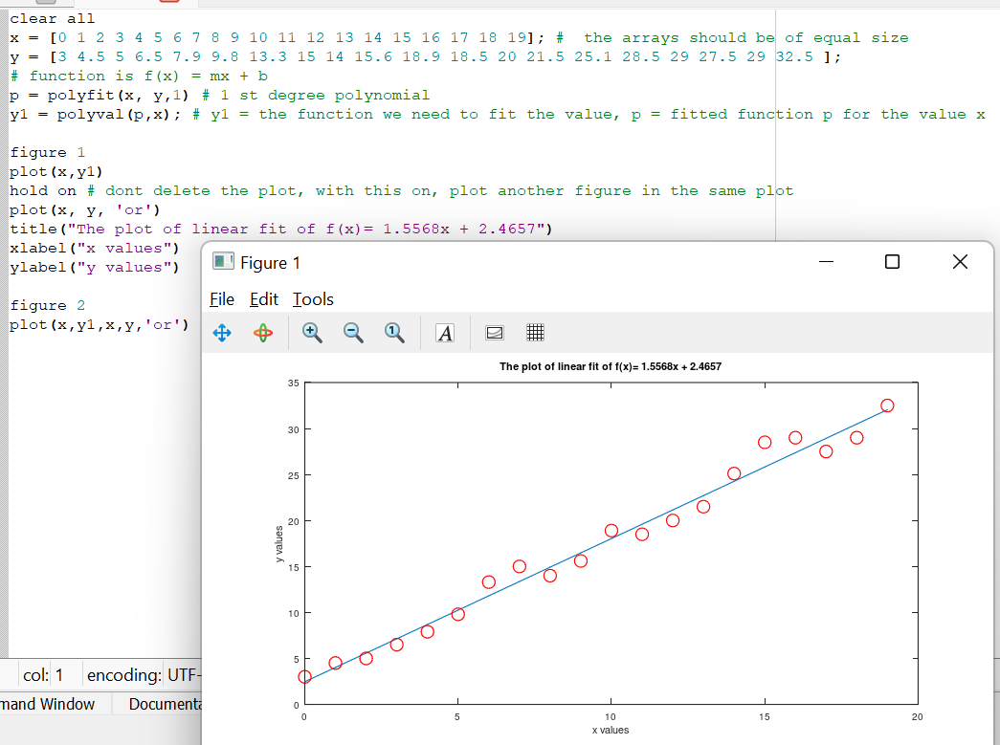 clear all
x = [0 1 2 3 4 5 6 7 8 9 10 11 12 13 14 15 16 17 18 19]; #  the arrays should be of equal size
y = [3 4.5 5 6.5 7.9 9.8 13.3 15 14 15.6 18.9 18.5 20 21.5 25.1 28.5 29 27.5 29 32.5 ];
# function is f(x) = mx + b
p = polyfit(x, y,1) # 1 st degree polynomial
y1 = polyval(p,x); # y1 = the function we need to fit the value, p = fitted function p for the value x
figure 1
plot(x,y1)
hold on # dont delete the plot, with this on, plot another figure in the same plot
plot(x, y, 'or')
title("The plot of linear fit of f(x)= 1.5568x + 2.4657")
xlabel("x values")
ylabel("y values")
figure 2
plot(x,y1,x,y,'or')
Figure 1
File Edit Tools
1 A
The plot of linear fit of f(x)= 1.5568x + 2.4657
35
30
25
20
15
10
5
0
y values
0 5 10 15 20
x values
col: 1 encoding: UTF-
mand Window Documenta